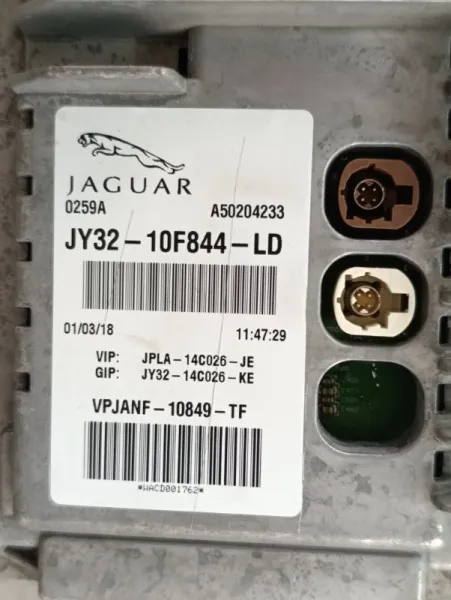 JAGUAR
0259A A50204233
JY32-10F844-LD
01/03/18 11:47:29
VIP: JPLA-14C026-JE
GIP: JY32-14C026-KE
VPJANF-10849-TF
*WACD001762*